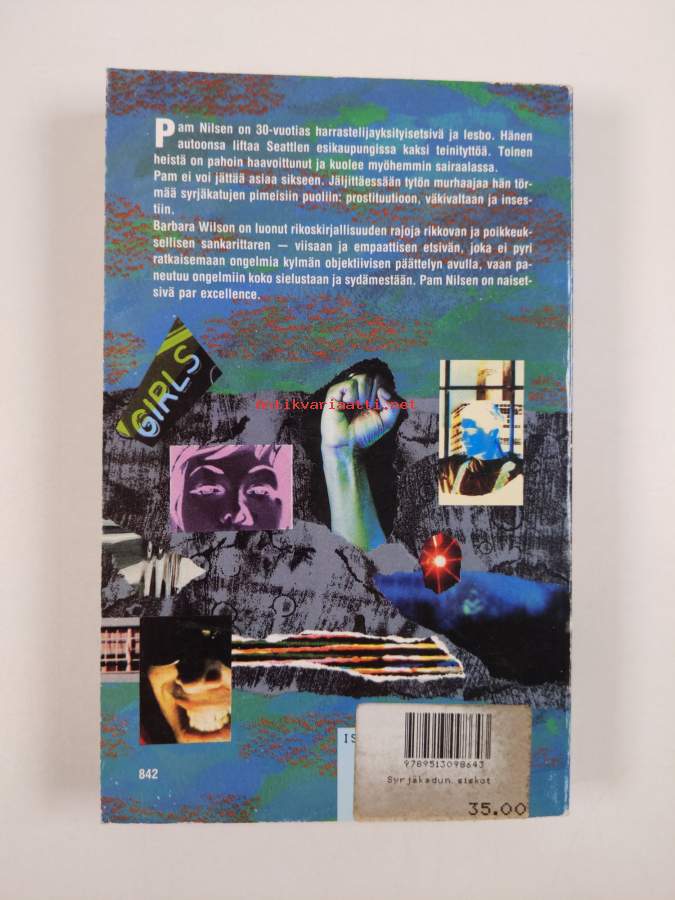 Pam Nilsen on 30-vuotias harrastelijayksityisetsivä ja lesbo. Hänen
autoonsa liftaa Seattlen esikaupungissa kaksi teinityttöä. Toinen
heistä on pahoin haavoittunut ja kuolee myöhemmin sairaalassa.
Pam ei voi jättää asiaa sikseen. Jäljittäessään tytön murhaajaa hän tör-
mää syrjäkatujen pimeisiin puoliin: prostituutioon, väkivaltaan ja inses-
tiin.
Barbara Wilson on luonut rikoskirjallisuuden rajoja rikkovan ja poikkeuk-
sellisen sankarittaren — viisaan ja empaattisen etsivän, joka ei pyri
ratkaisemaan ongelmia kylmän objektiivisen päättelyn avulla, vaan pa-
neutuu ongelmiin koko sielustaan ja sydämestään. Pam Nilsen on naiset-
sivä par excellence.
GIRLS
antikvariaatti.net
IS
9789513098643
Syrjäkadun siskot
35.00
842